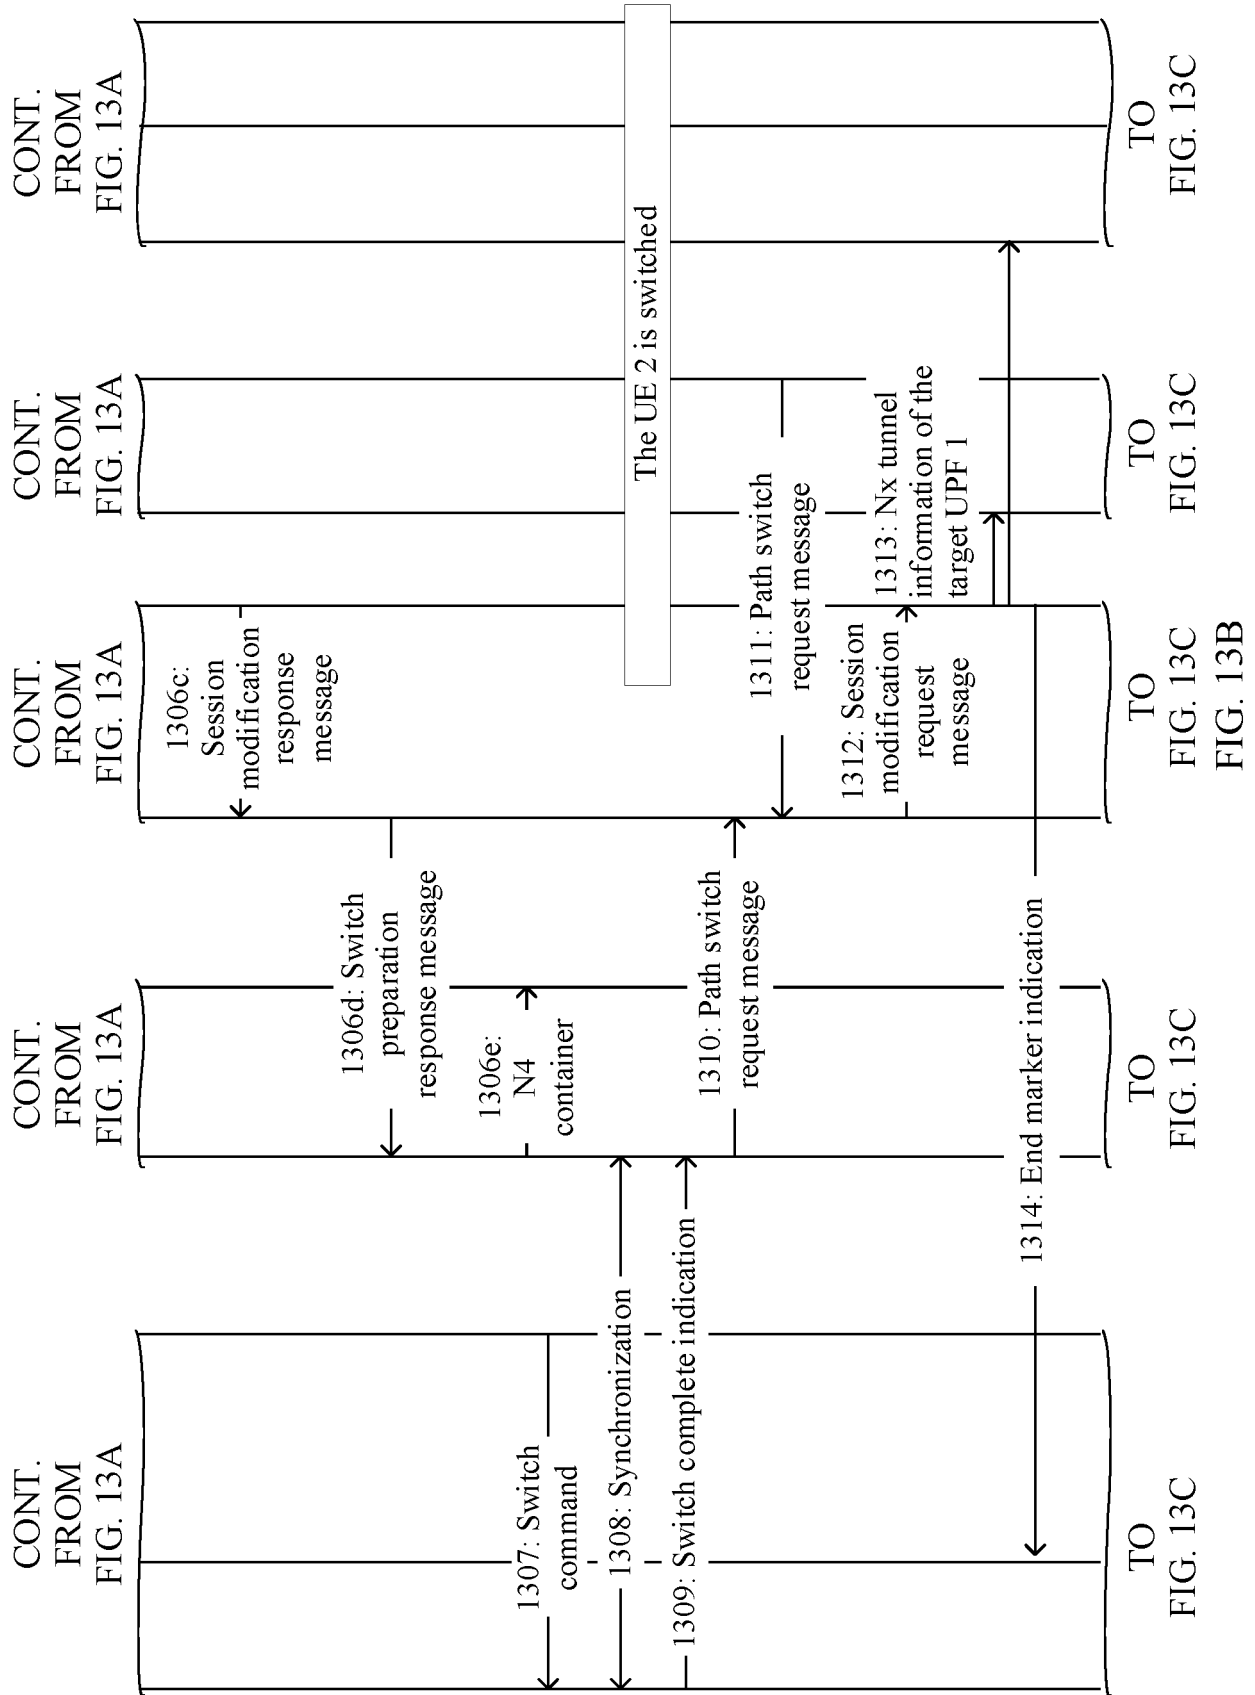 CONT.
FROM
FIG. 13A
CONT.
FROM
FIG. 13A
CONT.
FROM
FIG. 13A
CONT.
FROM
FIG. 13A
CONT.
FROM
FIG. 13A
1306c:
Session
modification
response
message
1306d: Switch
preparation
response message
1306e:
N4
container
1307: Switch
command
1308: Synchronization
The UE 2 is switched
1309: Switch complete indication
1310: Path switch
request message
1311: Path switch
request message
1312: Session
modification
request
message
1313: Nx tunnel
information of the
target UPF 1
1314: End marker indication
TO
FIG. 13C
TO
FIG. 13C
TO
FIG. 13C
TO
FIG. 13C
TO
FIG. 13C
FIG. 13B